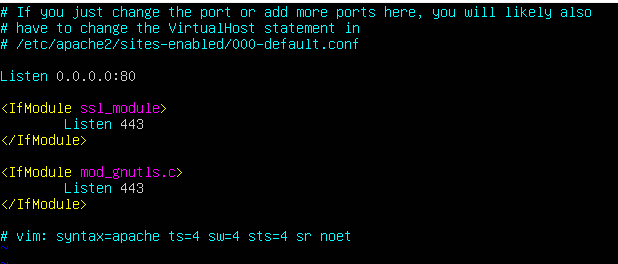 # If you just change the port or add more ports here, you will likely also
# have to change the VirtualHost statement in
# /etc/apache2/sites-enabled/000-default.conf
Listen 0.0.0.0:80
<IfModule ssl_module>
Listen 443
</IfModule>
<IfModule mod_gnutls.c>
Listen 443
</IfModule>
# vim: syntax=apache ts=4 sw=4 sts=4 sr noet
~
~